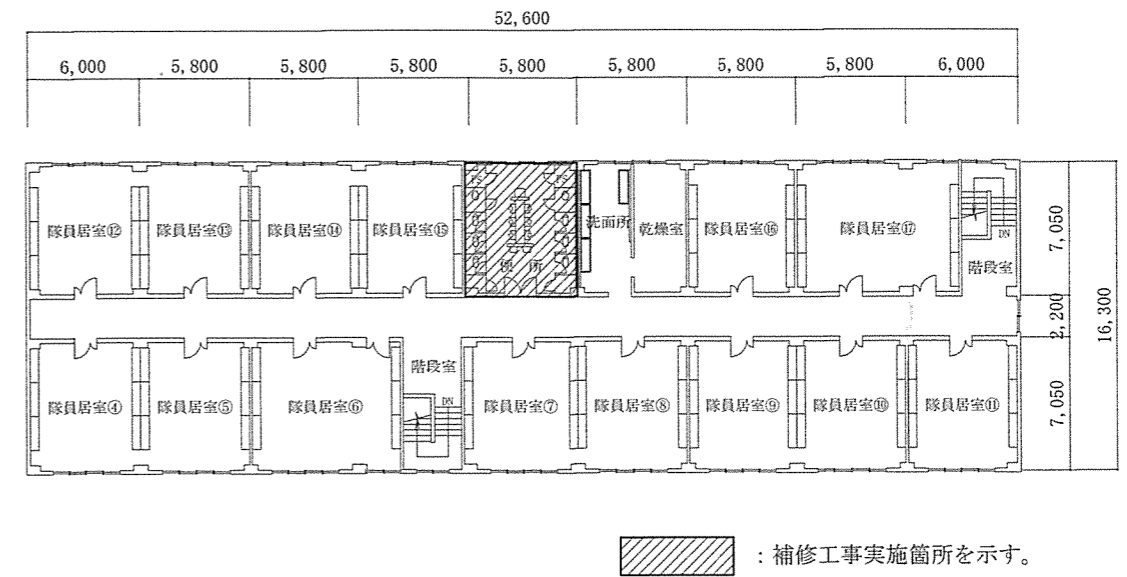 52,600
6,000 5,800 5,800 5,800 5,800 5,800 5,800 5,800 6,000
PS PS
隊員居室⑫ 隊員居室⑬ 隊員居室⑭ 隊員居室⑮ 洗面所 乾燥室 隊員居室⑯ 隊員居室⑰
DN
階段室
便所
7,050
2,200
16,300
階段室
DN
隊員居室④ 隊員居室⑤ 隊員居室⑥ 隊員居室⑦ 隊員居室⑧ 隊員居室⑨ 隊員居室⑩ 隊員居室⑪
7,050
：補修工事実施箇所を示す。